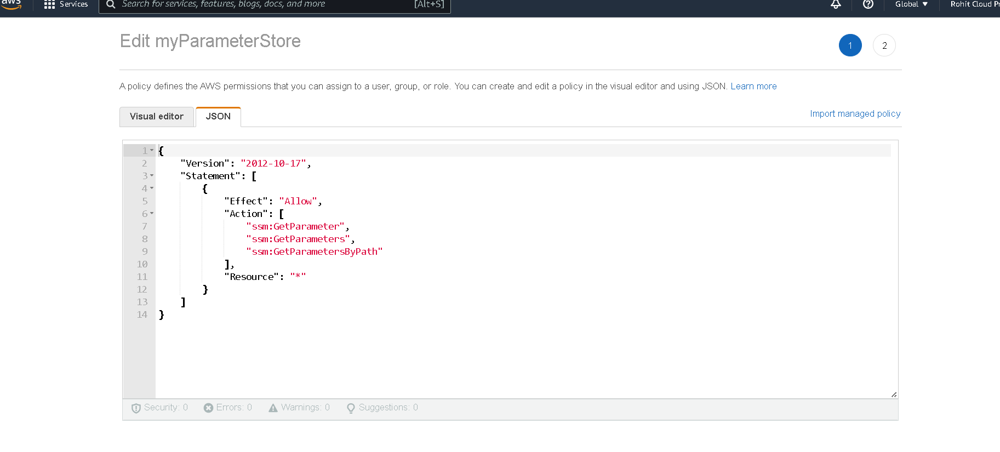 aws Services Search for services, features, blogs, docs, and more [Alt+S] Global Rohit Cloud
Edit myParameterStore
1 2
A policy defines the AWS permissions that you can assign to a user, group, or role. You can create and edit a policy in the visual editor and using JSON. Learn more
Visual editor JSON Import managed policy
1 {
2 "Version": "2012-10-17",
3 "Statement": [
4 {
5 "Effect": "Allow",
6 "Action": [
7 "ssm:GetParameter",
8 "ssm:GetParameters",
9 "ssm:GetParametersByPath"
10 ],
11 "Resource": "*"
12 }
13 ]
14 }
Security: 0 Errors: 0 Warnings: 0 Suggestions: 0